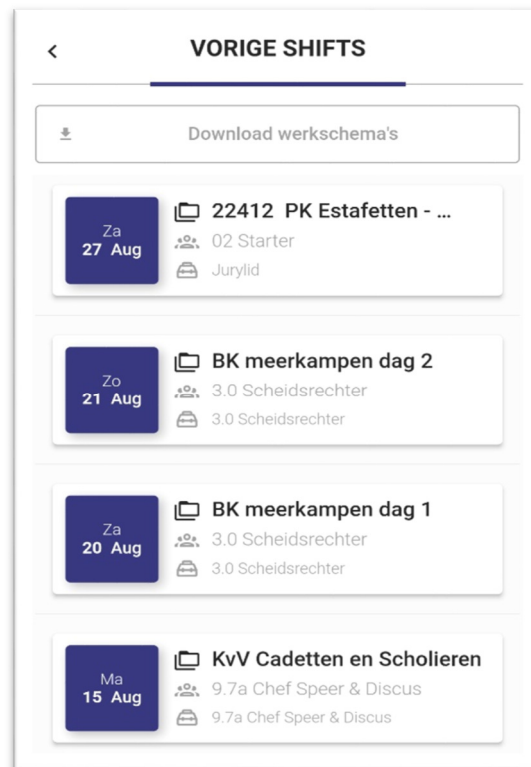 VORIGE SHIFTS
Download werkschema's
Za
27 Aug
22412 PK Estafetten - ...
02 Starter
Jurylid
Zo
21 Aug
BK meerkampen dag 2
3.0 Scheidsrechter
3.0 Scheidsrechter
Za
20 Aug
BK meerkampen dag 1
3.0 Scheidsrechter
3.0 Scheidsrechter
Ma
15 Aug
KvV Cadetten en Scholieren
9.7a Chef Speer & Discus
9.7a Chef Speer & Discus